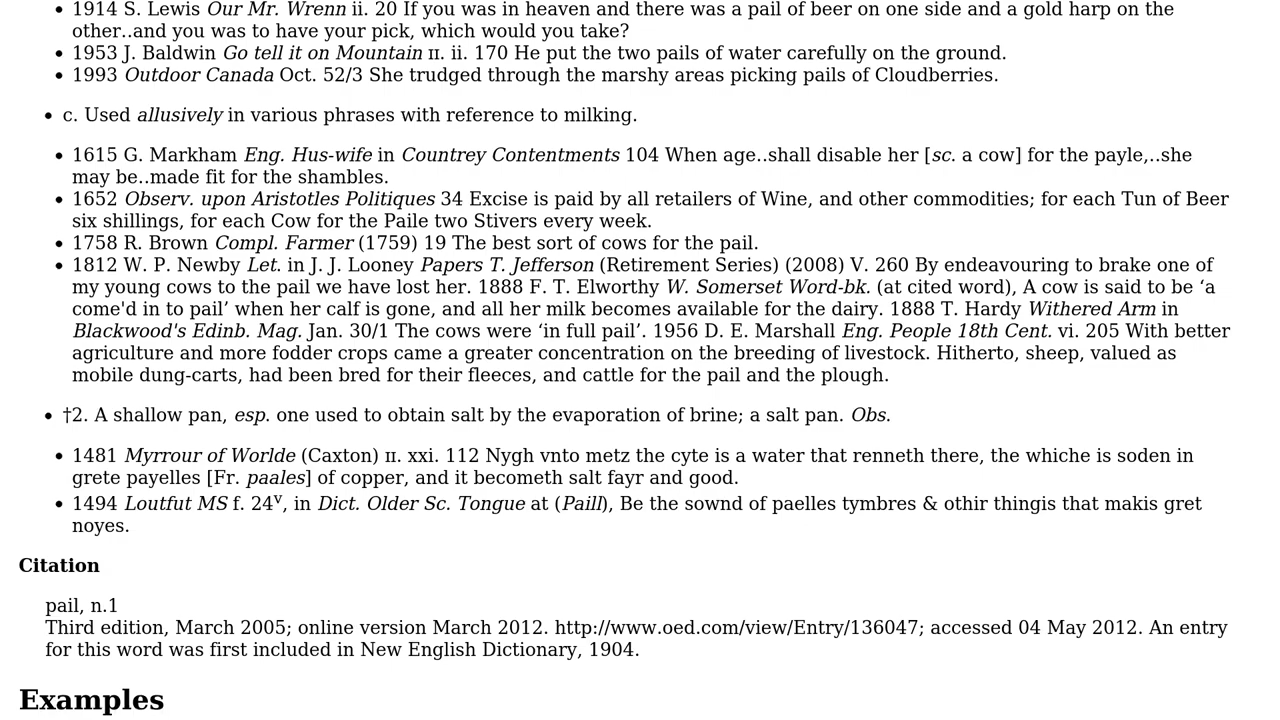 • 1914 S. Lewis Our Mr. Wrenn ii. 20 If you was in heaven and there was a pail of beer on one side and a gold harp on the
other..and you was to have your pick, which would you take?
• 1953 J. Baldwin Go tell it on Mountain ɪɪ. ii. 170 He put the two pails of water carefully on the ground.
• 1993 Outdoor Canada Oct. 52/3 She trudged through the marshy areas picking pails of Cloudberries.
• c. Used allusively in various phrases with reference to milking.
• 1615 G. Markham Eng. Hus-wife in Countrey Contentments 104 When age..shall disable her [sc. a cow] for the payle,..she
may be..made fit for the shambles.
• 1652 Observ. upon Aristotles Politiques 34 Excise is paid by all retailers of Wine, and other commodities; for each Tun of Beer
six shillings, for each Cow for the Paile two Stivers every week.
• 1758 R. Brown Compl. Farmer (1759) 19 The best sort of cows for the pail.
• 1812 W. P. Newby Let. in J. J. Looney Papers T. Jefferson (Retirement Series) (2008) V. 260 By endeavouring to brake one of
my young cows to the pail we have lost her. 1888 F. T. Elworthy W. Somerset Word-bk. (at cited word), A cow is said to be ‘a
come'd in to pail’ when her calf is gone, and all her milk becomes available for the dairy. 1888 T. Hardy Withered Arm in
Blackwood's Edinb. Mag. Jan. 30/1 The cows were ‘in full pail’. 1956 D. E. Marshall Eng. People 18th Cent. vi. 205 With better
agriculture and more fodder crops came a greater concentration on the breeding of livestock. Hitherto, sheep, valued as
mobile dung-carts, had been bred for their fleeces, and cattle for the pail and the plough.
• †2. A shallow pan, esp. one used to obtain salt by the evaporation of brine; a salt pan. Obs.
• 1481 Myrrour of Worlde (Caxton) ɪɪ. xxi. 112 Nygh vnto metz the cyte is a water that renneth there, the whiche is soden in
grete payelles [Fr. paales] of copper, and it becometh salt fayr and good.
• 1494 Loutfut MS f. 24ᵛ, in Dict. Older Sc. Tongue at (Paill), Be the sownd of paelles tymbres & othir thingis that makis gret
noyes.
Citation
pail, n.1
Third edition, March 2005; online version March 2012. http://www.oed.com/view/Entry/136047; accessed 04 May 2012. An entry
for this word was first included in New English Dictionary, 1904.
Examples